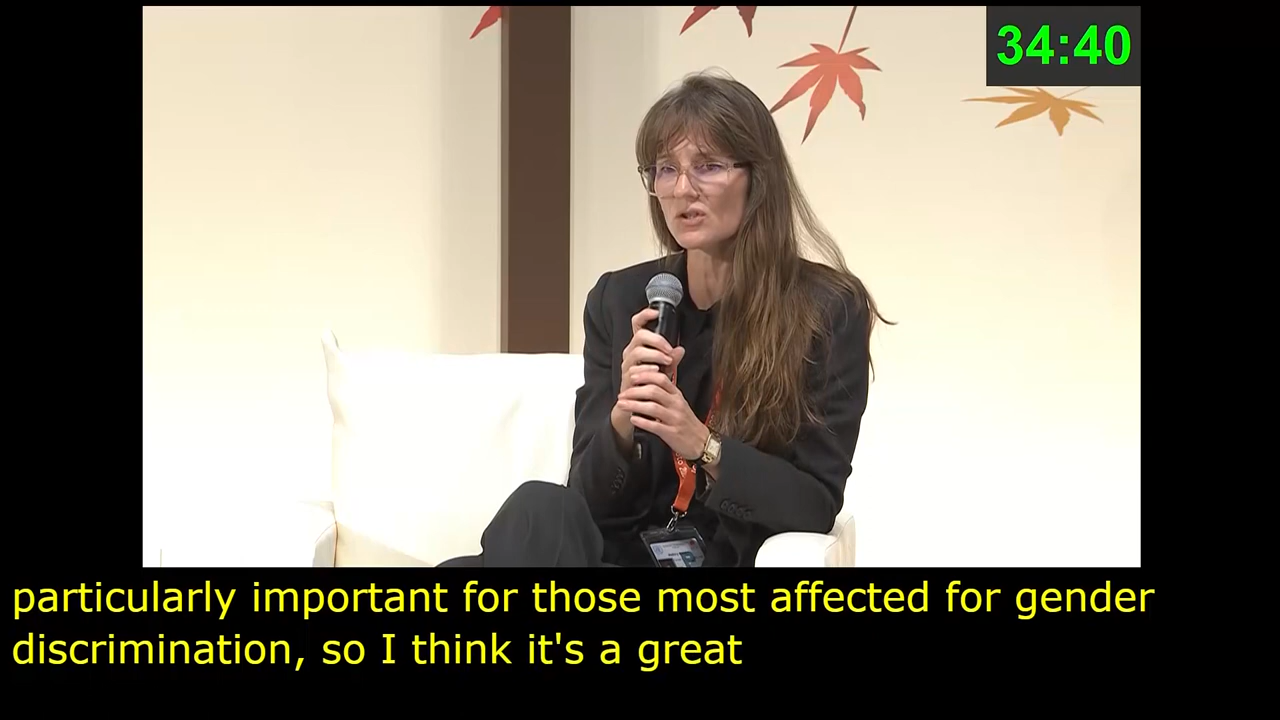 34:40
particularly important for those most affected for gender
discrimination, so I think it's a great